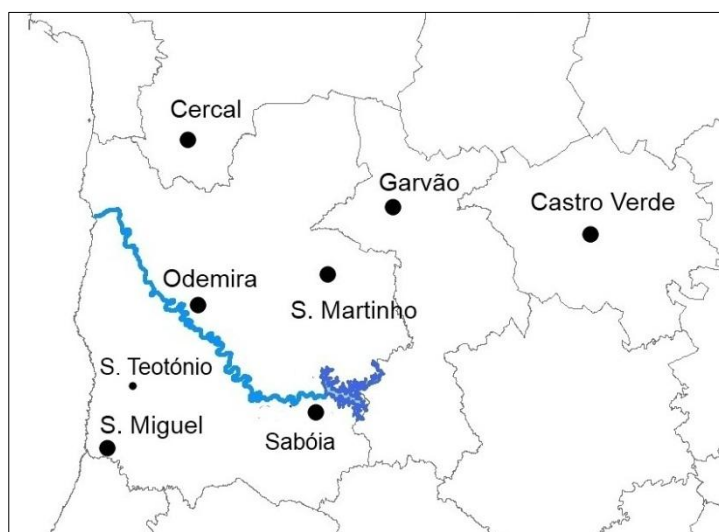 Cercal
Garvão
Castro Verde
Odemira
S. Martinho
S. Teotónio
S. Miguel
Sabóia